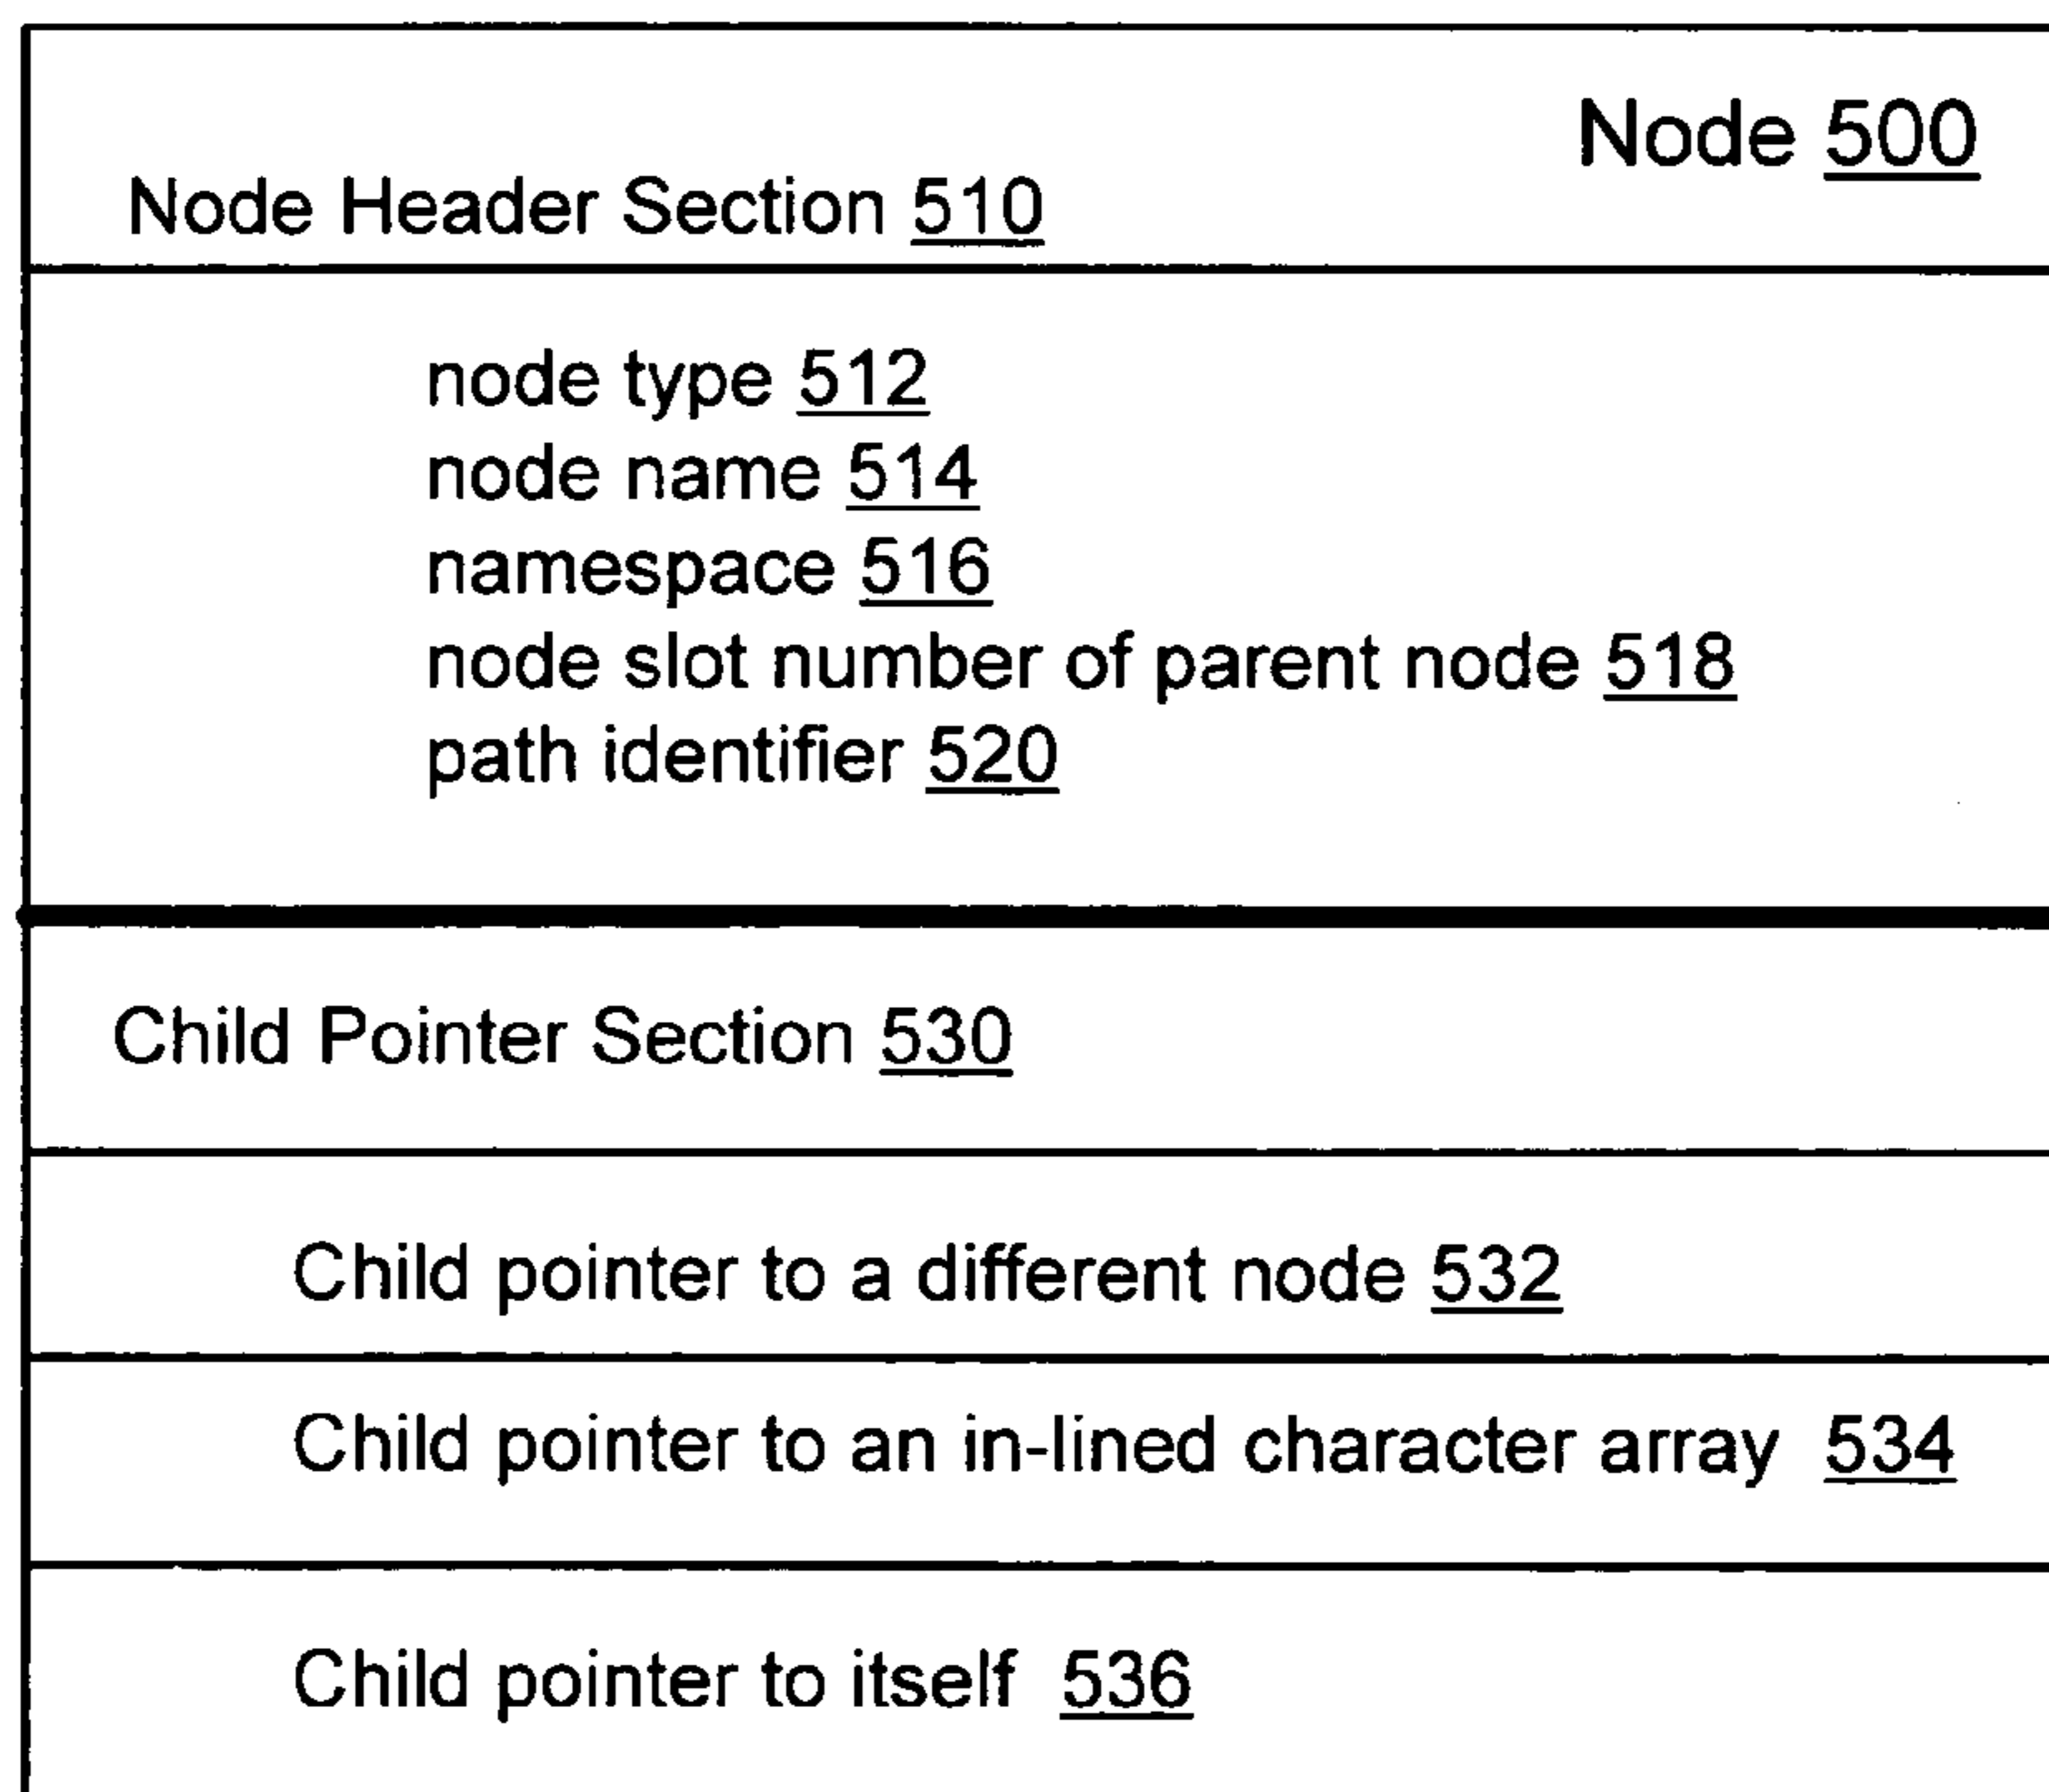 Node 500
Node Header Section 510
node type 512
node name 514
namespace 516
node slot number of parent node 518
path identifier 520
Child Pointer Section 530
Child pointer to a different node 532
Child pointer to an in-lined character array 534
Child pointer to itself 536